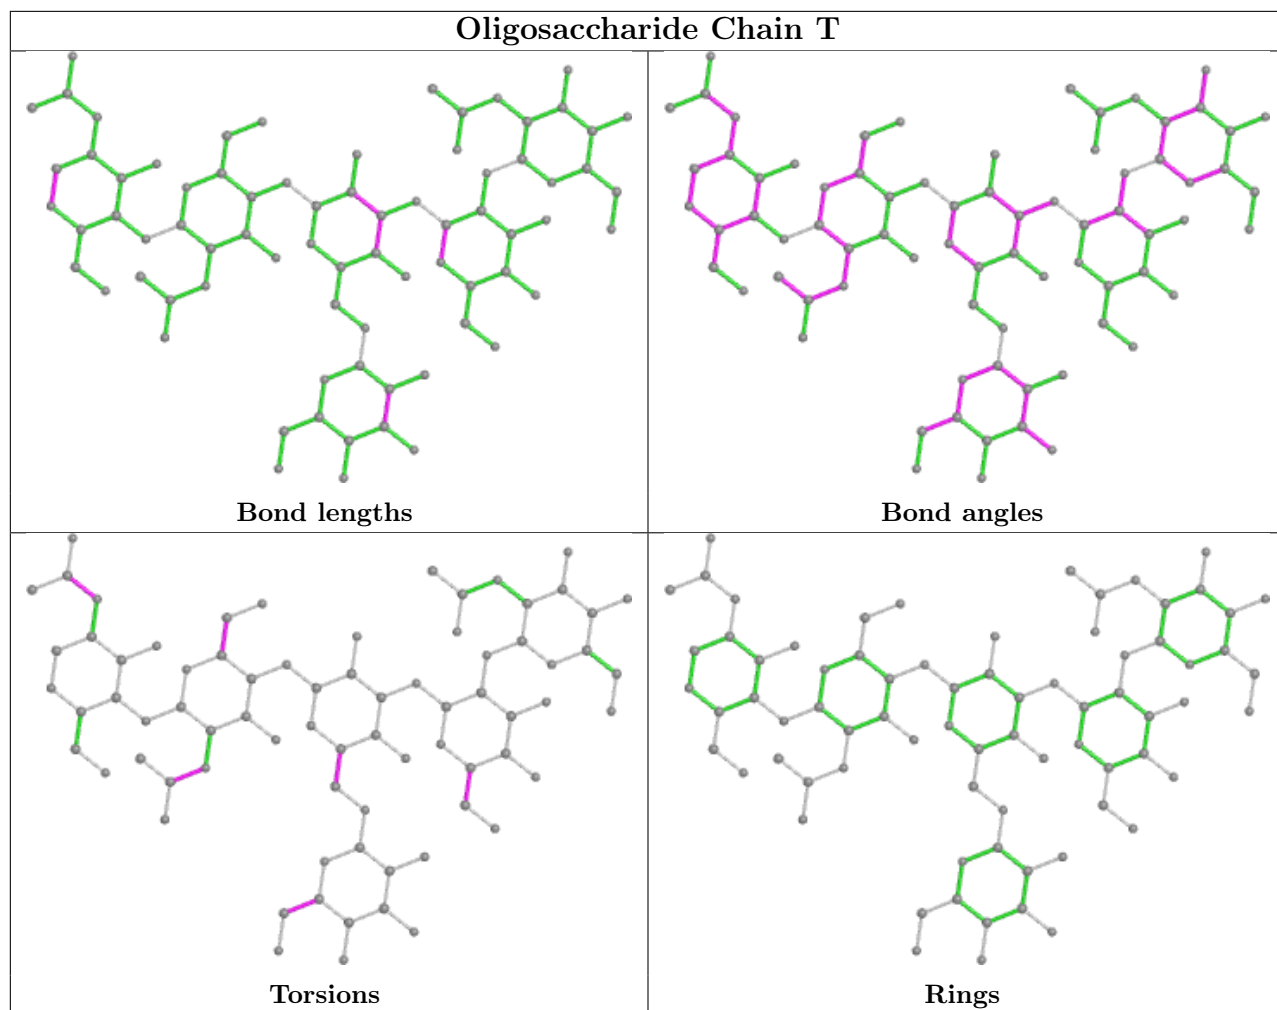 Oligosaccharide Chain T
Bond lengths
Bond angles
Torsions
Rings